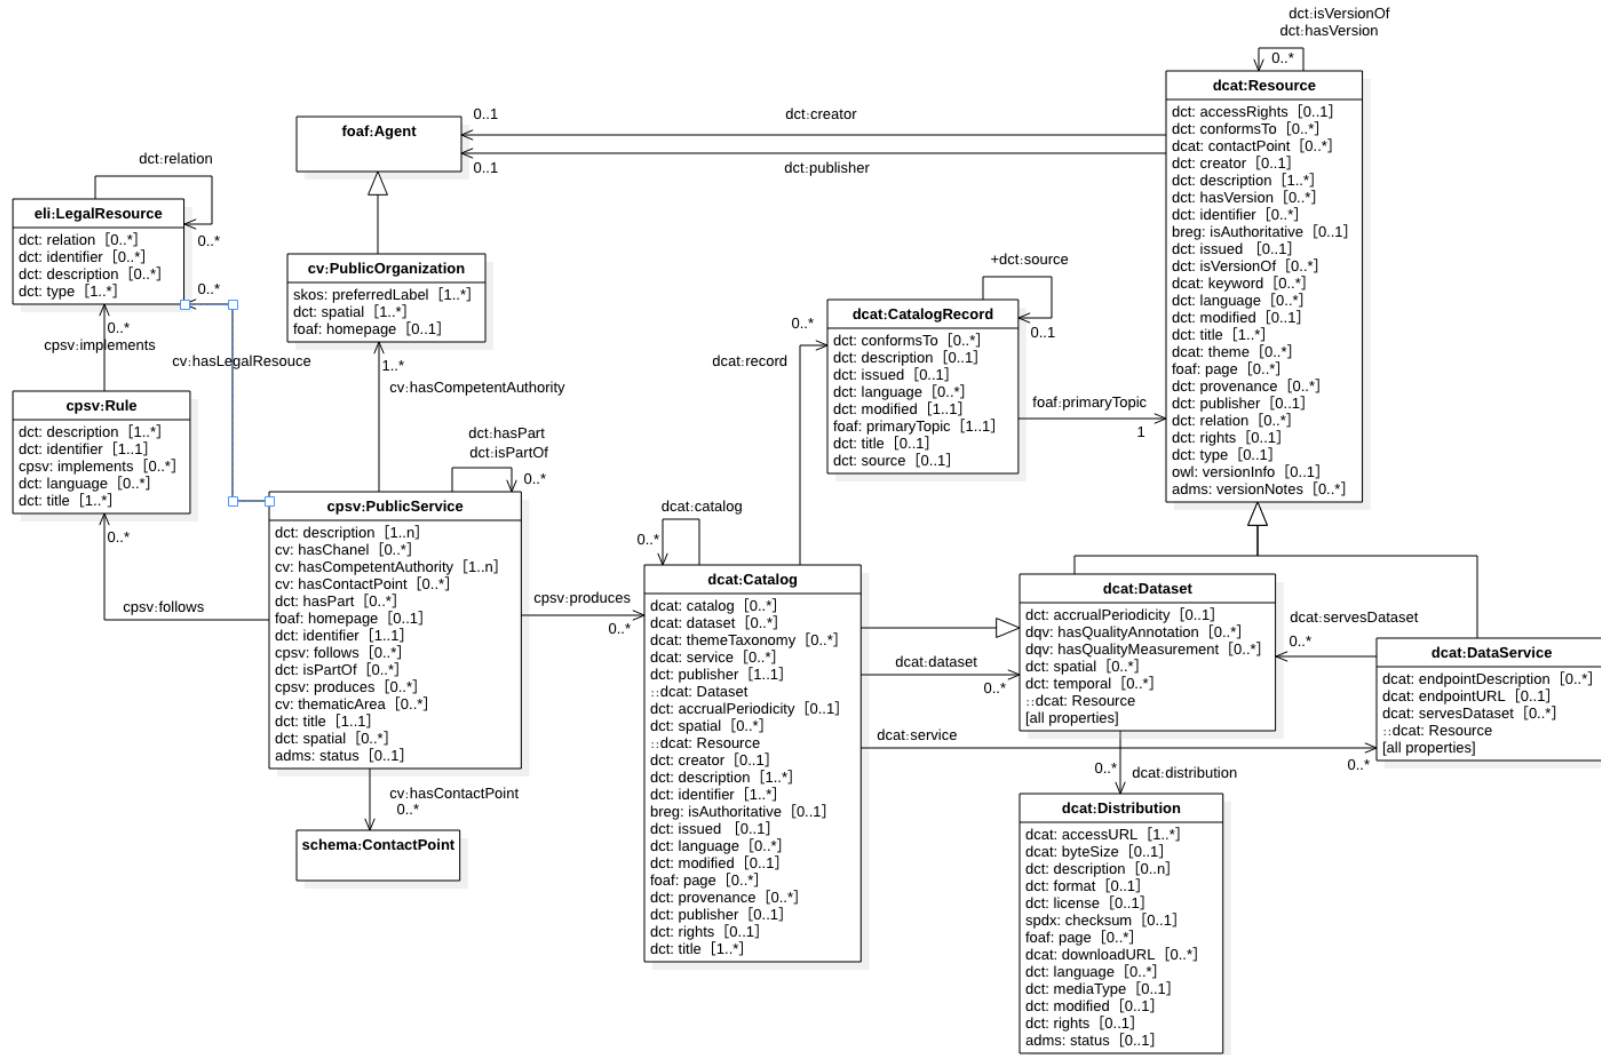 dct:isVersionOf
dct:hasVersion
0..*
dcat:Resource
dct: accessRights [0..1]
dct: conformsTo [0..*]
dcat: contactPoint [0..*]
dct: creator [0..1]
dct: description [1..*]
dct: hasVersion [0..*]
dct: identifier [0..*]
breg: isAuthoritative [0..1]
dct: issued [0..1]
dct: isVersionOf [0..*]
dcat: keyword [0..*]
dct: language [0..*]
dct: modified [0..1]
dct: title [1..*]
dcat: theme [0..*]
foaf: page [0..*]
dct: provenance [0..*]
dct: publisher [0..1]
dct: relation [0..*]
dct: rights [0..1]
dct: type [0..1]
owl: versionInfo [0..1]
adms: versionNotes [0..*]
0..1
dct:creator
foaf:Agent
0..1
dct:publisher
dct:relation
eli:LegalResource
dct: relation [0..*]
dct: identifier [0..*]
dct: description [0..*]
dct: type [1..*]
0..*
0..*
cv:PublicOrganization
skos: preferredLabel [1..*]
dct: spatial [1..*]
foaf: homepage [0..1]
0..*
cpsv:implements
cv:hasLegalResouce
1..*
cv:hasCompetentAuthority
cpsv:Rule
dct: description [1..*]
dct: identifier [1..1]
cpsv: implements [0..*]
dct: language [0..*]
dct: title [1..*]
0..*
cpsv:follows
dct:hasPart
dct:isPartOf
0..*
cpsv:PublicService
dct: description [1..n]
cv: hasChanel [0..*]
cv: hasCompetentAuthority [1..n]
cv: hasContactPoint [0..*]
dct: hasPart [0..*]
foaf: homepage [0..1]
dct: identifier [1..1]
cpsv: follows [0..*]
dct: isPartOf [0..*]
cpsv: produces [0..*]
cv: thematicArea [0..*]
dct: title [1..1]
dct: spatial [0..*]
adms: status [0..1]
cv:hasContactPoint
0..*
schema:ContactPoint
cpsv:produces
0..*
+dct:source
0..1
dcat:CatalogRecord
dct: conformsTo [0..*]
dct: description [0..1]
dct: issued [0..1]
dct: language [0..*]
dct: modified [1..1]
foaf: primaryTopic [1..1]
dct: title [0..1]
dct: source [0..1]
0..*
dcat:record
foaf:primaryTopic
1
dcat:catalog
0..*
dcat:Catalog
dcat: catalog [0..*]
dcat: dataset [0..*]
dcat: themeTaxonomy [0..*]
dcat: service [0..*]
dct: publisher [1..1]
::dcat: Dataset
dct: accrualPeriodicity [0..1]
dct: spatial [0..*]
::dcat: Resource
dct: creator [0..1]
dct: description [1..*]
dct: identifier [1..*]
breg: isAuthoritative [0..1]
dct: issued [0..1]
dct: language [0..*]
dct: modified [0..1]
foaf: page [0..*]
dct: provenance [0..*]
dct: publisher [0..1]
dct: rights [0..1]
dct: title [1..*]
dcat:dataset
0..*
dcat:service
0..*
dcat:Dataset
dct: accrualPeriodicity [0..1]
dqv: hasQualityAnnotation [0..*]
dqv: hasQualityMeasurement [0..*]
dct: spatial [0..*]
dct: temporal [0..*]
::dcat: Resource
[all properties]
dcat:servesDataset
0..*
dcat:DataService
dcat: endpointDescription [0..*]
dcat: endpointURL [0..1]
dcat: servesDataset [0..*]
::dcat: Resource
[all properties]
0..*
dcat:distribution
dcat:Distribution
dcat: accessURL [1..*]
dcat: byteSize [0..1]
dct: description [0..n]
dct: format [0..1]
dct: license [0..1]
spdx: checksum [0..1]
foaf: page [0..*]
dcat: downloadURL [0..*]
dct: language [0..*]
dct: mediaType [0..1]
dct: modified [0..1]
dct: rights [0..1]
adms: status [0..1]